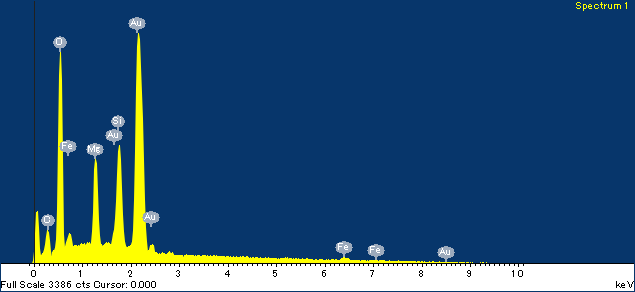 Spectrum 1
Au
O
Si
Au
Fe
Mg
Au
C
Fe
Fe
Au
0 1 2 3 4 5 6 7 8 9 10
Full Scale 3386 cts Cursor: 0.000 keV